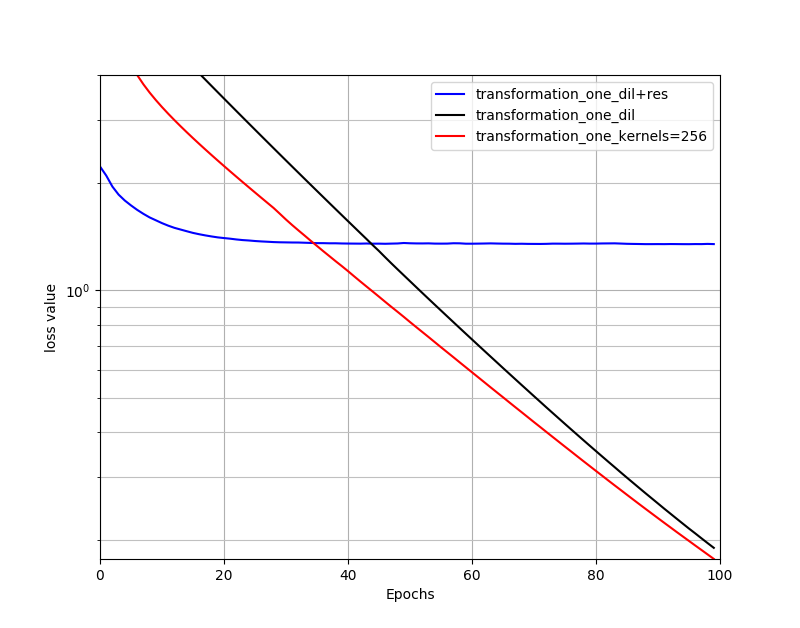 transformation_one_dil+res
transformation_one_dil
transformation_one_kernels=256
loss value
10⁰
0 20 40 60 80 100
Epochs